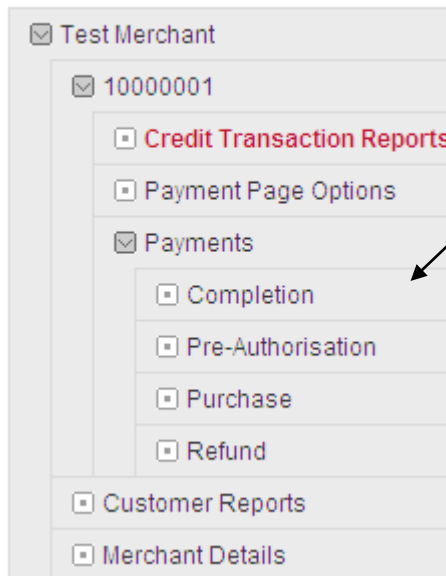 Test Merchant
10000001
Credit Transaction Reports
Payment Page Options
Payments
Completion
Pre-Authorisation
Purchase
Refund
Customer Reports
Merchant Details